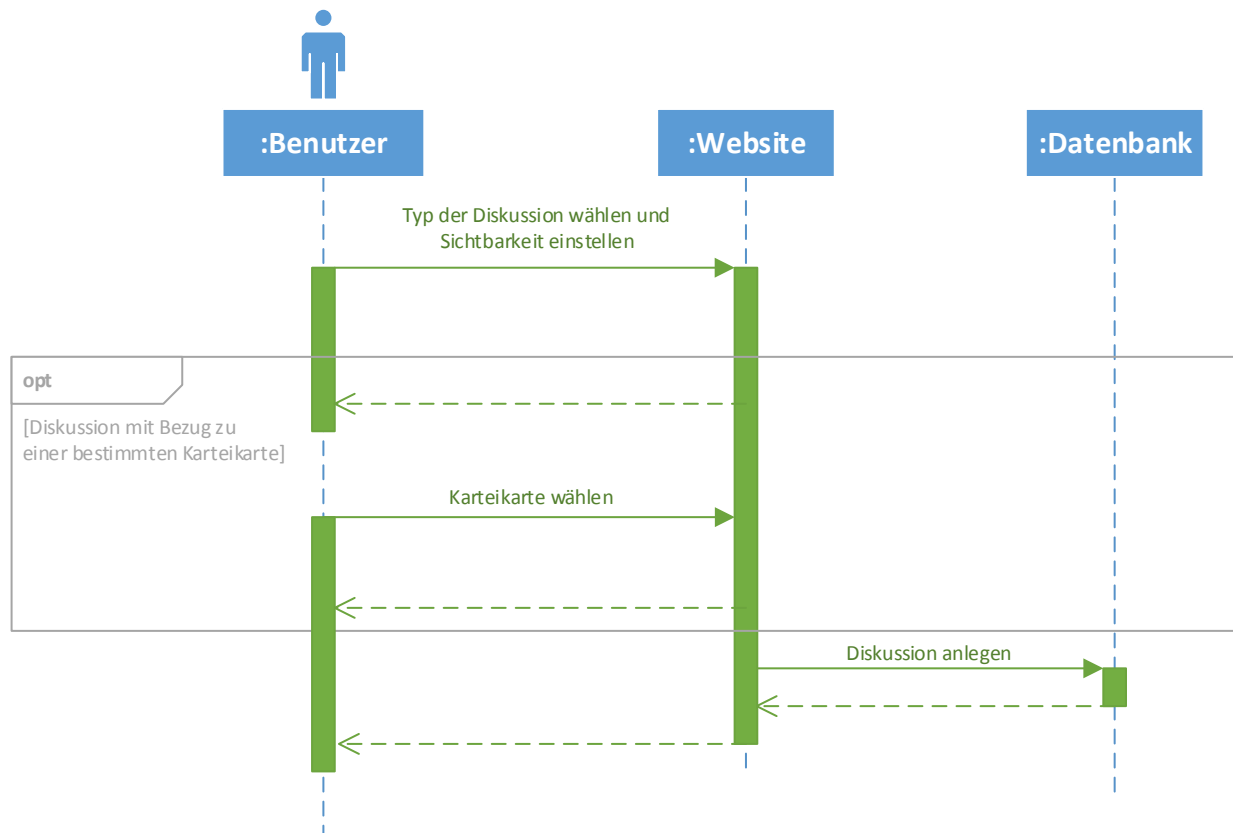 :Benutzer
:Website
:Datenbank
Typ der Diskussion wählen und
Sichtbarkeit einstellen
opt
[Diskussion mit Bezug zu
einer bestimmten Karteikarte]
Karteikarte wählen
Diskussion anlegen